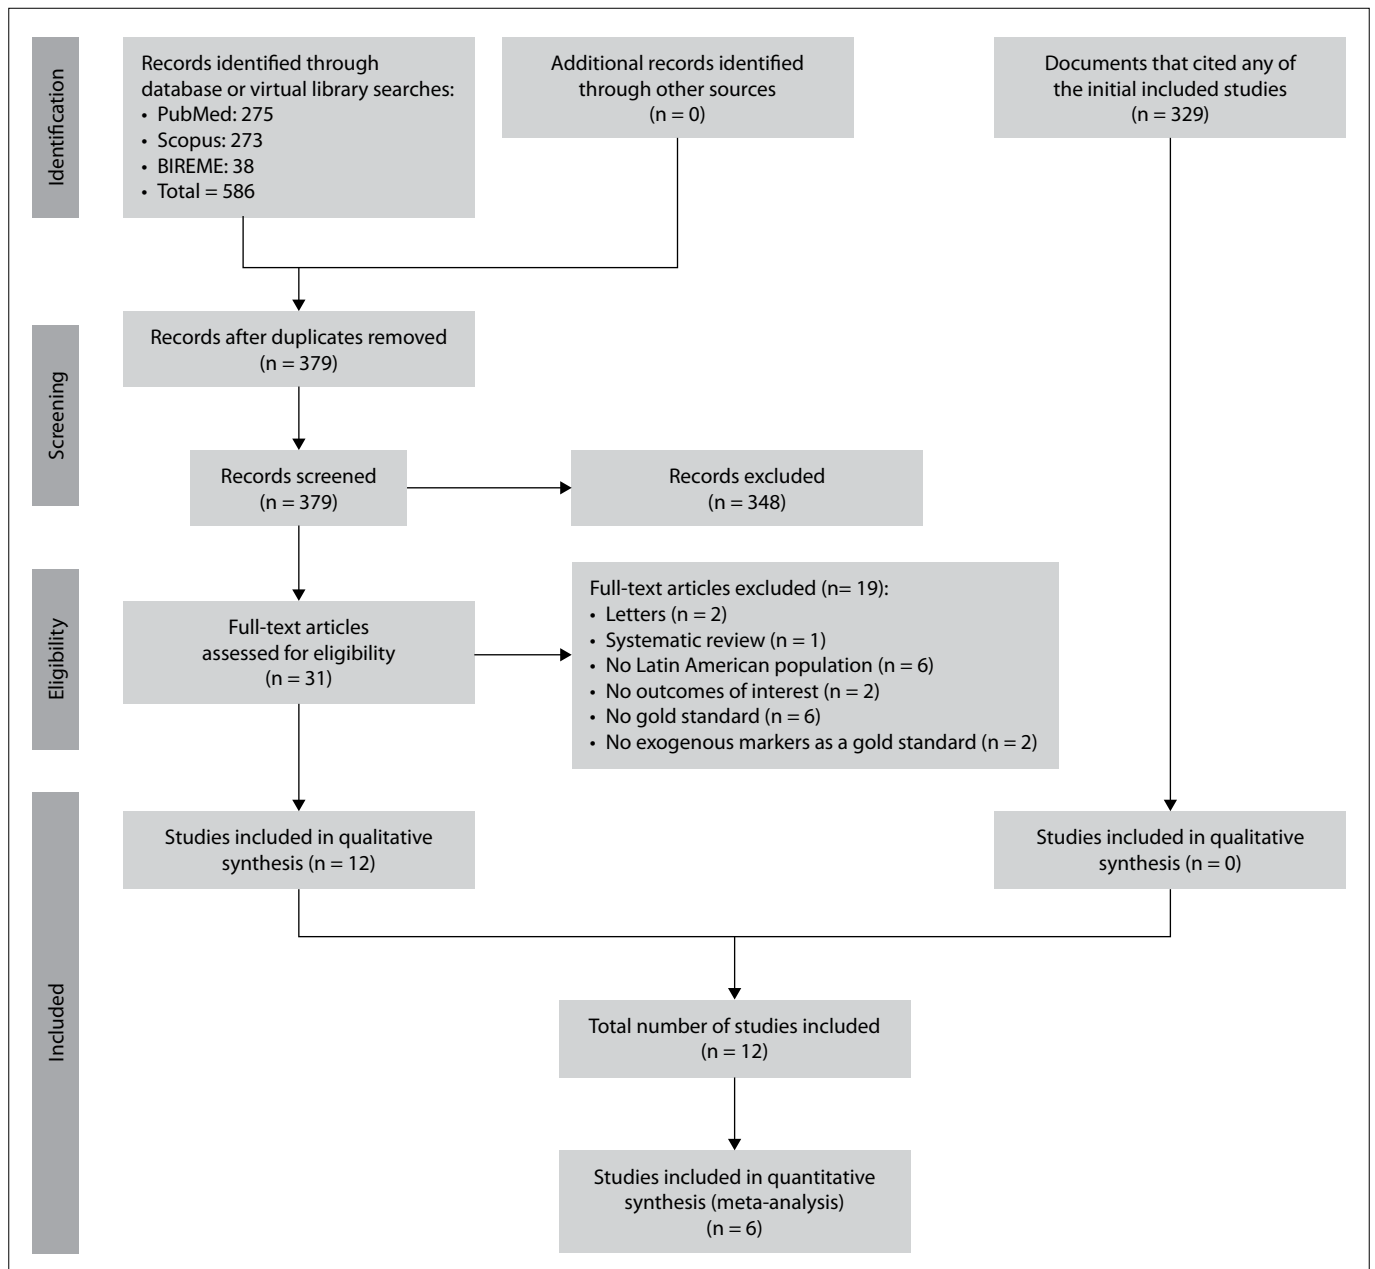 Identification
Records identified through
database or virtual library searches:
• PubMed: 275
• Scopus: 273
• BIREME: 38
• Total = 586
Additional records identified
through other sources
(n = 0)
Documents that cited any of
the initial included studies
(n = 329)
Screening
Records after duplicates removed
(n = 379)
Records screened
(n = 379)
Records excluded
(n = 348)
Eligibility
Full-text articles
assessed for eligibility
(n = 31)
Full-text articles excluded (n= 19):
• Letters (n = 2)
• Systematic review (n = 1)
• No Latin American population (n = 6)
• No outcomes of interest (n = 2)
• No gold standard (n = 6)
• No exogenous markers as a gold standard (n = 2)
Included
Studies included in qualitative
synthesis (n = 12)
Studies included in qualitative
synthesis (n = 0)
Total number of studies included
(n = 12)
Studies included in quantitative
synthesis (meta-analysis)
(n = 6)